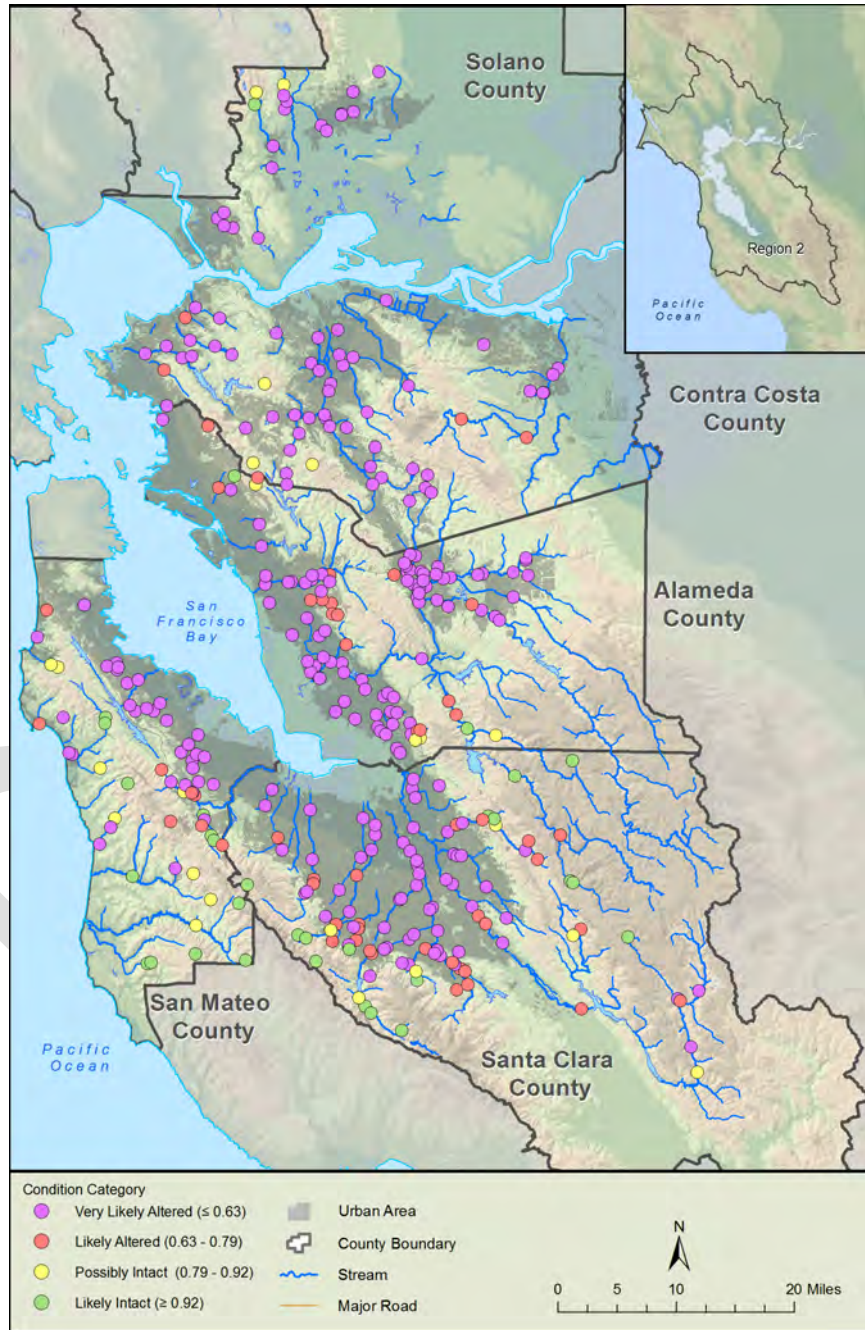 Solano
County
Region 2
Pacific
Ocean
Contra Costa
County
Alameda
County
San
Francisco
Bay
San Mateo
County
Pacific
Ocean
Santa Clara
County
Condition Category
Very Likely Altered (≤ 0.63)
Likely Altered (0.63 - 0.79)
Possibly Intact (0.79 - 0.92)
Likely Intact (≥ 0.92)
Urban Area
County Boundary
Stream
Major Road
N
0 5 10 20 Miles